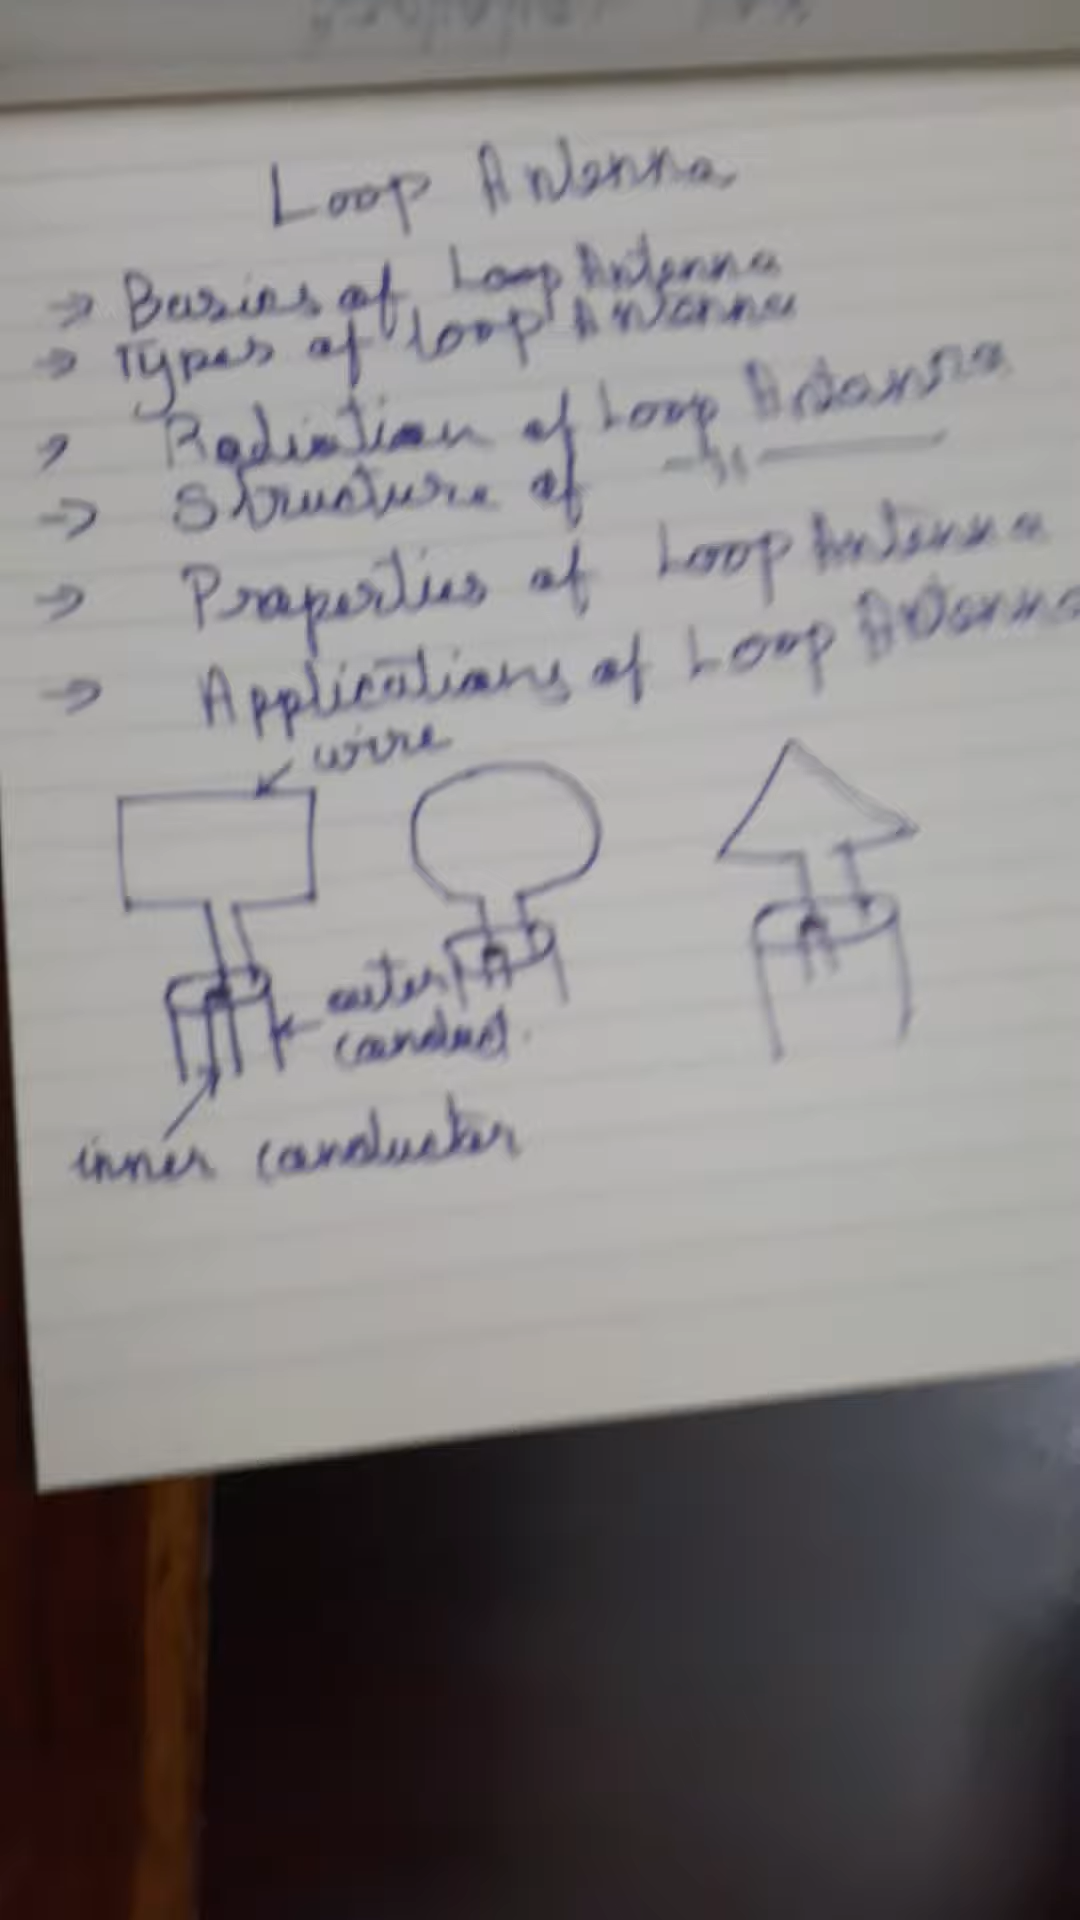 Loop Antenna
→ Basics of Loop Antenna
→ Types of loop Antenna
→ Radiation of Loop Antenna
→ Structure of —〃—
→ Properties of Loop Antenna
→ Applications of Loop Antenna
wire
outer
conduct.
inner conductor